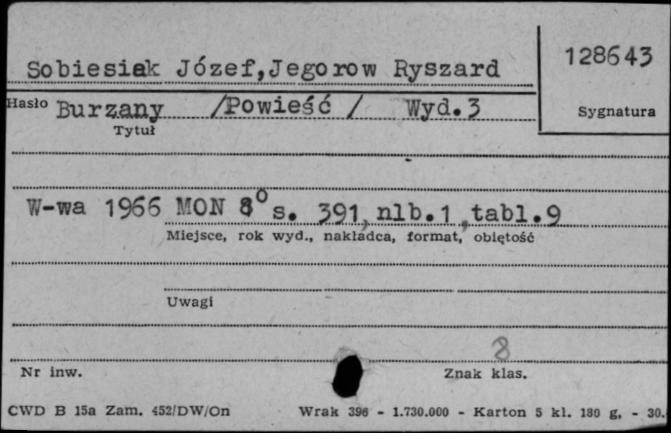 Sobiesiak Józef, Jegorow Ryszard
128643
Hasło Burzany /Powieść / Wyd.3
Sygnatura
Tytuł
W-wa 1966 MON 8° s. 391, nlb.1, tabl.9
Miejsce, rok wyd., nakładca, format, objętość
Uwagi
8
Nr inw. Znak klas.
CWD B 15a Zam. 452/DW/On Wrak 396 - 1.730.000 - Karton 5 kl. 180 g, - 30.